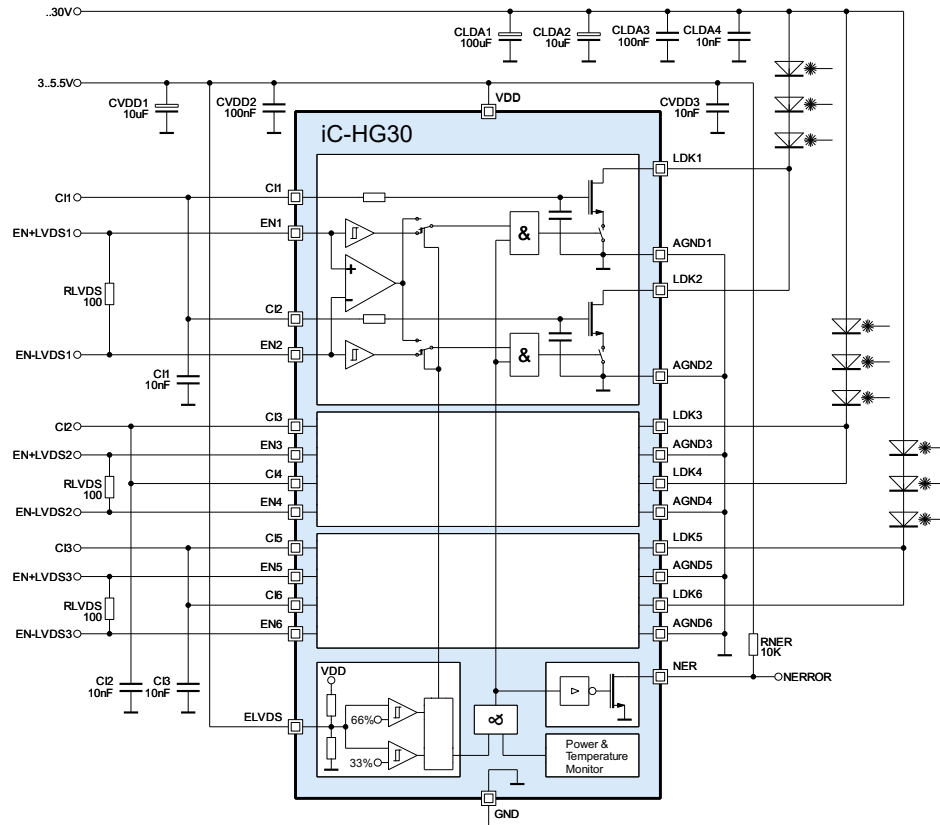 ..30V
CLDA1
100uF
CLDA2
10uF
CLDA3
100nF
CLDA4
10nF
3..5.5V
CVDD1
10uF
CVDD2
100nF
VDD
CVDD3
10nF
iC-HG30
LDK1
CI1
CI1
EN+LVDS1
EN1
&
AGND1
LDK2
RLVDS
100
+
-
CI2
EN-LVDS1
EN2
&
AGND2
CI1
10nF
CI2
CI3
LDK3
EN+LVDS2
EN3
AGND3
RLVDS
100
CI4
LDK4
EN-LVDS2
EN4
AGND4
CI3
CI5
LDK5
EN+LVDS3
EN5
AGND5
RLVDS
100
CI6
LDK6
EN-LVDS3
EN6
AGND6
RNER
10K
CI2
10nF
CI3
10nF
VDD
NER
NERROR
ELVDS
66%
&
33%
Power &
Temperature
Monitor
GND